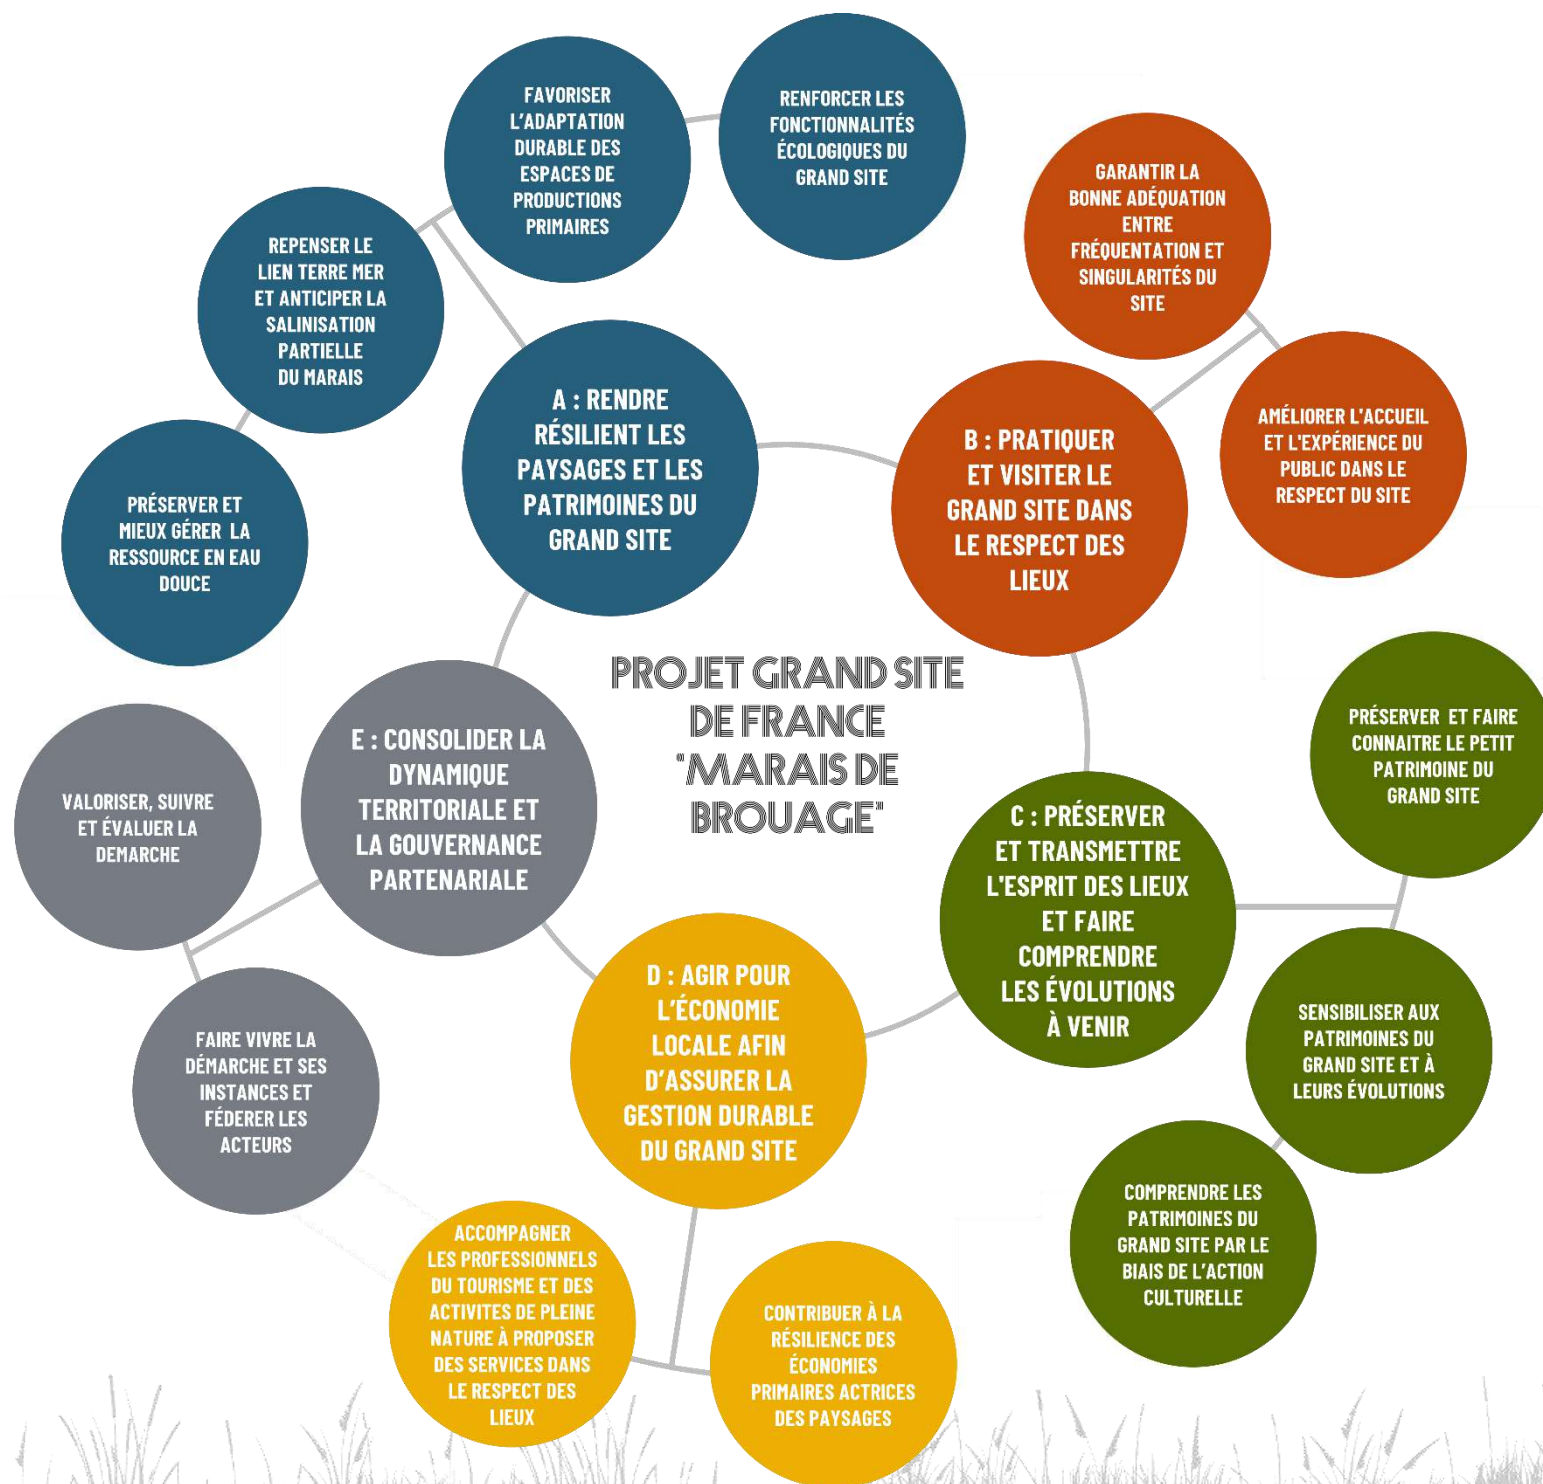 FAVORISER
L'ADAPTATION
DURABLE DES
ESPACES DE
PRODUCTIONS
PRIMAIRES
RENFORCER LES
FONCTIONNALITÉS
ÉCOLOGIQUES DU
GRAND SITE
REPENSER LE
LIEN TERRE MER
ET ANTICIPER LA
SALINISATION
PARTIELLE
DU MARAIS
PRÉSERVER ET
MIEUX GÉRER LA
RESSOURCE EN EAU
DOUCE
A : RENDRE
RÉSILIENT LES
PAYSAGES ET LES
PATRIMOINES DU
GRAND SITE
GARANTIR LA
BONNE ADÉQUATION
ENTRE
FRÉQUENTATION ET
SINGULARITÉS DU
SITE
AMÉLIORER L'ACCUEIL
ET L'EXPÉRIENCE DU
PUBLIC DANS LE
RESPECT DU SITE
B : PRATIQUER
ET VISITER LE
GRAND SITE DANS
LE RESPECT DES
LIEUX
PROJET GRAND SITE
DE FRANCE
"MARAIS DE
BROUAGE"
PRÉSERVER ET FAIRE
CONNAITRE LE PETIT
PATRIMOINE DU
GRAND SITE
C : PRÉSERVER
ET TRANSMETTRE
L'ESPRIT DES LIEUX
ET FAIRE
COMPRENDRE
LES ÉVOLUTIONS
À VENIR
SENSIBILISER AUX
PATRIMOINES DU
GRAND SITE ET À
LEURS ÉVOLUTIONS
COMPRENDRE LES
PATRIMOINES DU
GRAND SITE PAR LE
BIAIS DE L'ACTION
CULTURELLE
E : CONSOLIDER LA
DYNAMIQUE
TERRITORIALE ET
LA GOUVERNANCE
PARTENARIALE
VALORISER, SUIVRE
ET ÉVALUER LA
DEMARCHE
FAIRE VIVRE LA
DÉMARCHE ET SES
INSTANCES ET
FÉDERER LES
ACTEURS
D : AGIR POUR
L'ÉCONOMIE
LOCALE AFIN
D'ASSURER LA
GESTION DURABLE
DU GRAND SITE
ACCOMPAGNER
LES PROFESSIONNELS
DU TOURISME ET DES
ACTIVITES DE PLEINE
NATURE À PROPOSER
DES SERVICES DANS
LE RESPECT DES
LIEUX
CONTRIBUER À LA
RÉSILIENCE DES
ÉCONOMIES
PRIMAIRES ACTRICES
DES PAYSAGES